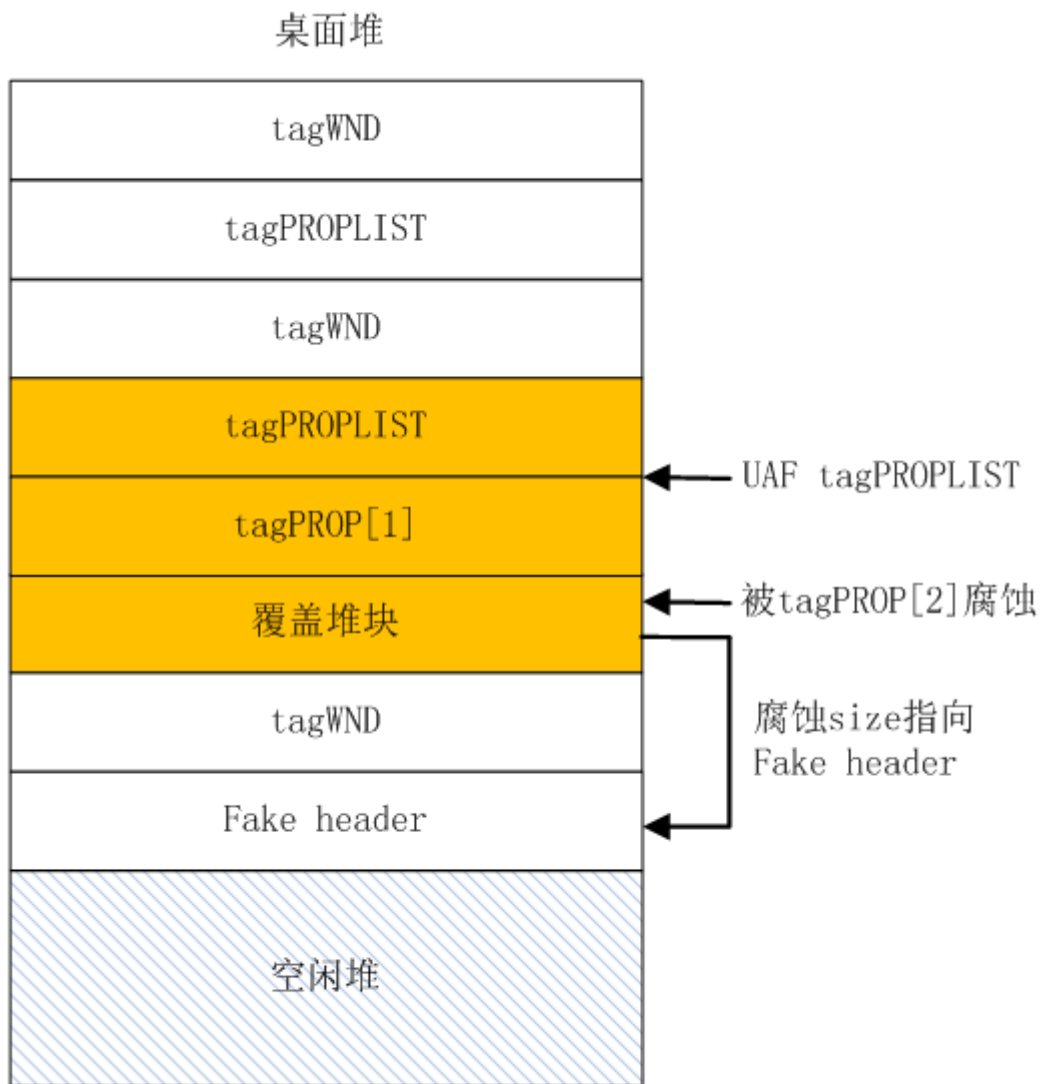 桌面堆
tagWND
tagPROPLIST
tagWND
tagPROPLIST
UAF tagPROPLIST
tagPROP[1]
被tagPROP[2]腐蚀
覆盖堆块
tagWND
腐蚀size指向
Fake header
Fake header
空闲堆